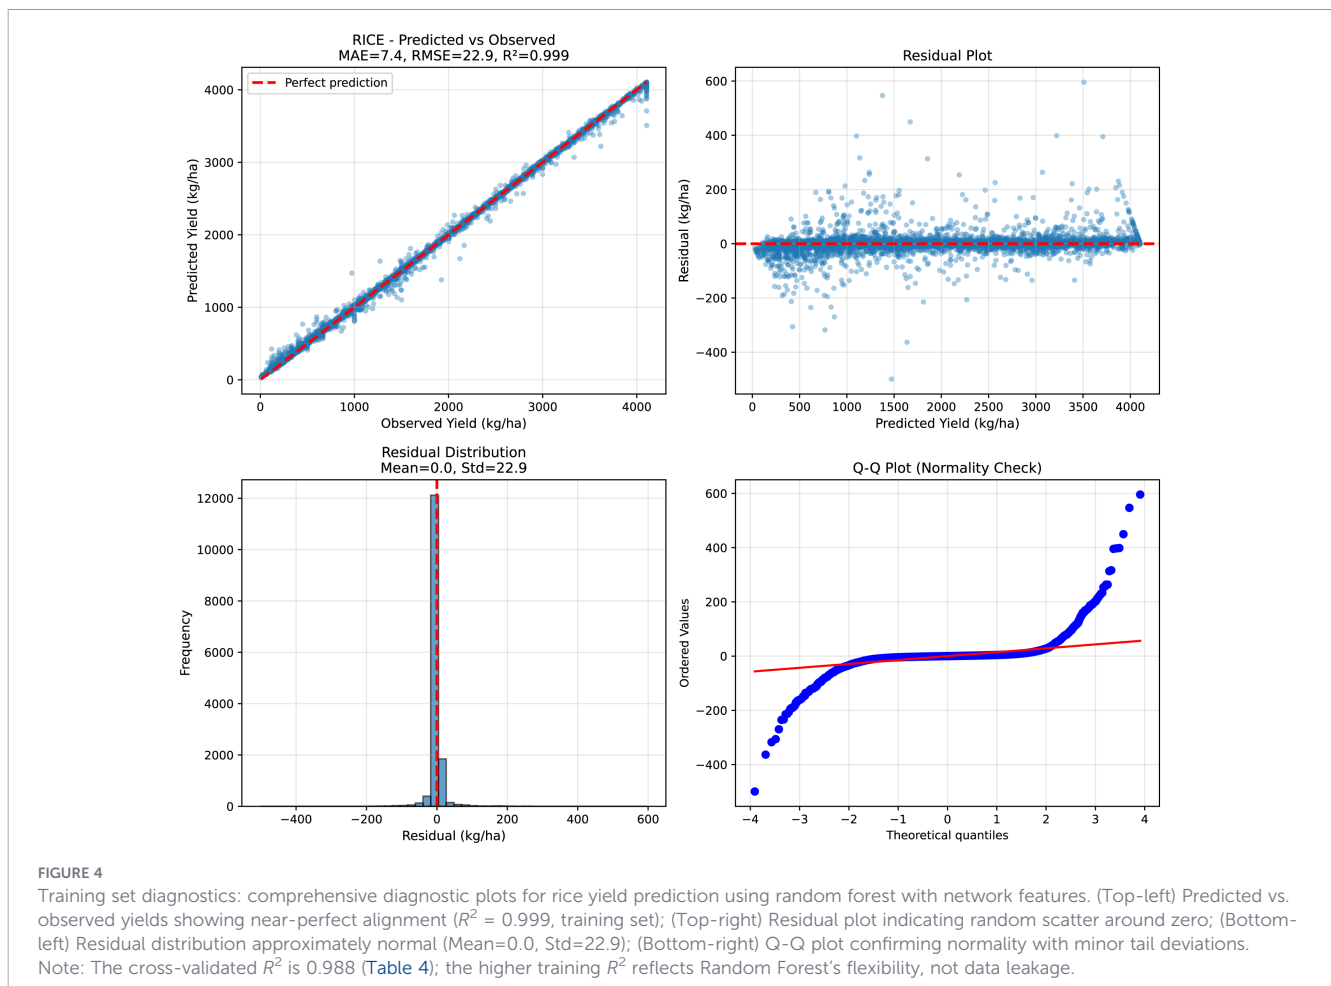 RICE - Predicted vs Observed
MAE=7.4, RMSE=22.9, R²=0.999
Perfect prediction
4000
3000
2000
1000
0
Predicted Yield (kg/ha)
0 1000 2000 3000 4000
Observed Yield (kg/ha)
Residual Plot
600
400
200
0
−200
−400
Residual (kg/ha)
0 500 1000 1500 2000 2500 3000 3500 4000
Predicted Yield (kg/ha)
Residual Distribution
Mean=0.0, Std=22.9
12000
10000
8000
6000
4000
2000
0
Frequency
−400 −200 0 200 400 600
Residual (kg/ha)
Q-Q Plot (Normality Check)
600
400
200
0
−200
−400
Ordered Values
−4 −3 −2 −1 0 1 2 3 4
Theoretical quantiles
FIGURE 4
Training set diagnostics: comprehensive diagnostic plots for rice yield prediction using random forest with network features. (Top-left) Predicted vs.
observed yields showing near-perfect alignment (R² = 0.999, training set); (Top-right) Residual plot indicating random scatter around zero; (Bottom-
left) Residual distribution approximately normal (Mean=0.0, Std=22.9); (Bottom-right) Q-Q plot confirming normality with minor tail deviations.
Note: The cross-validated R² is 0.988 (Table 4); the higher training R² reflects Random Forest's flexibility, not data leakage.